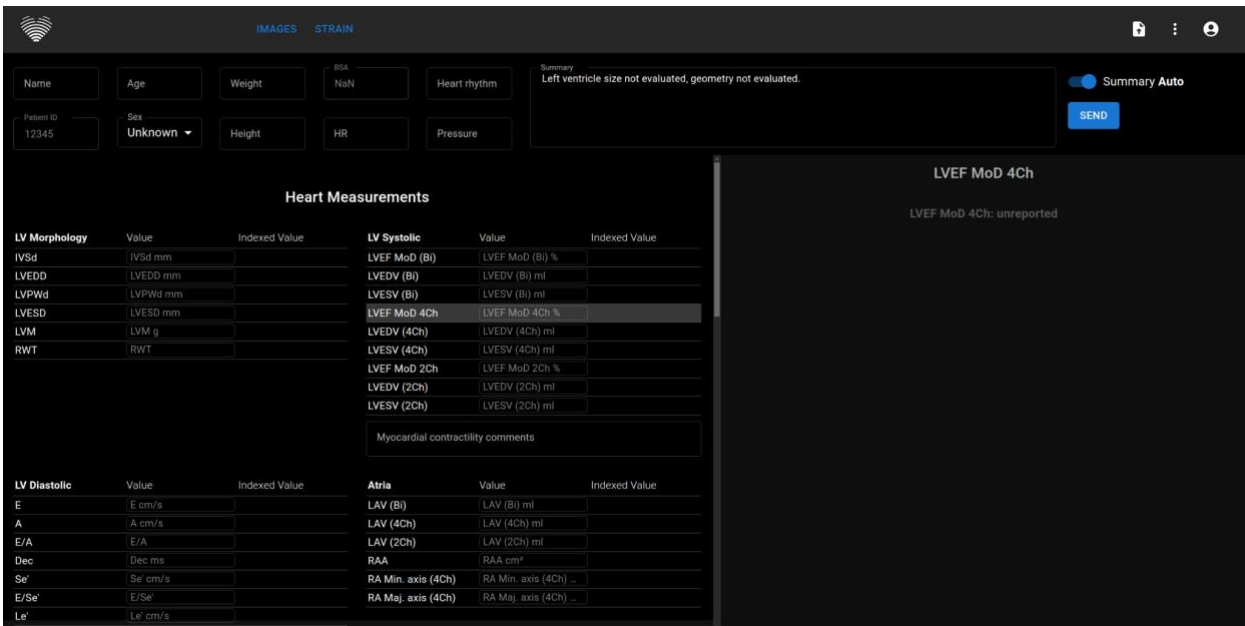 IMAGES STRAIN
Name Age Weight BSA NaN Heart rhythm
Summary
Left ventricle size not evaluated, geometry not evaluated.
Summary Auto
Patient ID 12345 Sex Unknown Height HR Pressure
SEND
Heart Measurements
LV Morphology Value Indexed Value
IVSd IVSd mm
LVEDD LVEDD mm
LVPWd LVPWd mm
LVESD LVESD mm
LVM LVM g
RWT RWT
LV Systolic Value Indexed Value
LVEF MoD (Bi) LVEF MoD (Bi) %
LVEDV (Bi) LVEDV (Bi) ml
LVESV (Bi) LVESV (Bi) ml
LVEF MoD 4Ch LVEF MoD 4Ch %
LVEDV (4Ch) LVEDV (4Ch) ml
LVESV (4Ch) LVESV (4Ch) ml
LVEF MoD 2Ch LVEF MoD 2Ch %
LVEDV (2Ch) LVEDV (2Ch) ml
LVESV (2Ch) LVESV (2Ch) ml
Myocardial contractility comments
LV Diastolic Value Indexed Value
E E cm/s
A A cm/s
E/A E/A
Dec Dec ms
Se' Se' cm/s
E/Se' E/Se'
Le' Le' cm/s
Atria Value Indexed Value
LAV (Bi) LAV (Bi) ml
LAV (4Ch) LAV (4Ch) ml
LAV (2Ch) LAV (2Ch) ml
RAA RAA cm²
RA Min. axis (4Ch) RA Min. axis (4Ch) ...
RA Maj. axis (4Ch) RA Maj. axis (4Ch) ...
LVEF MoD 4Ch
LVEF MoD 4Ch: unreported